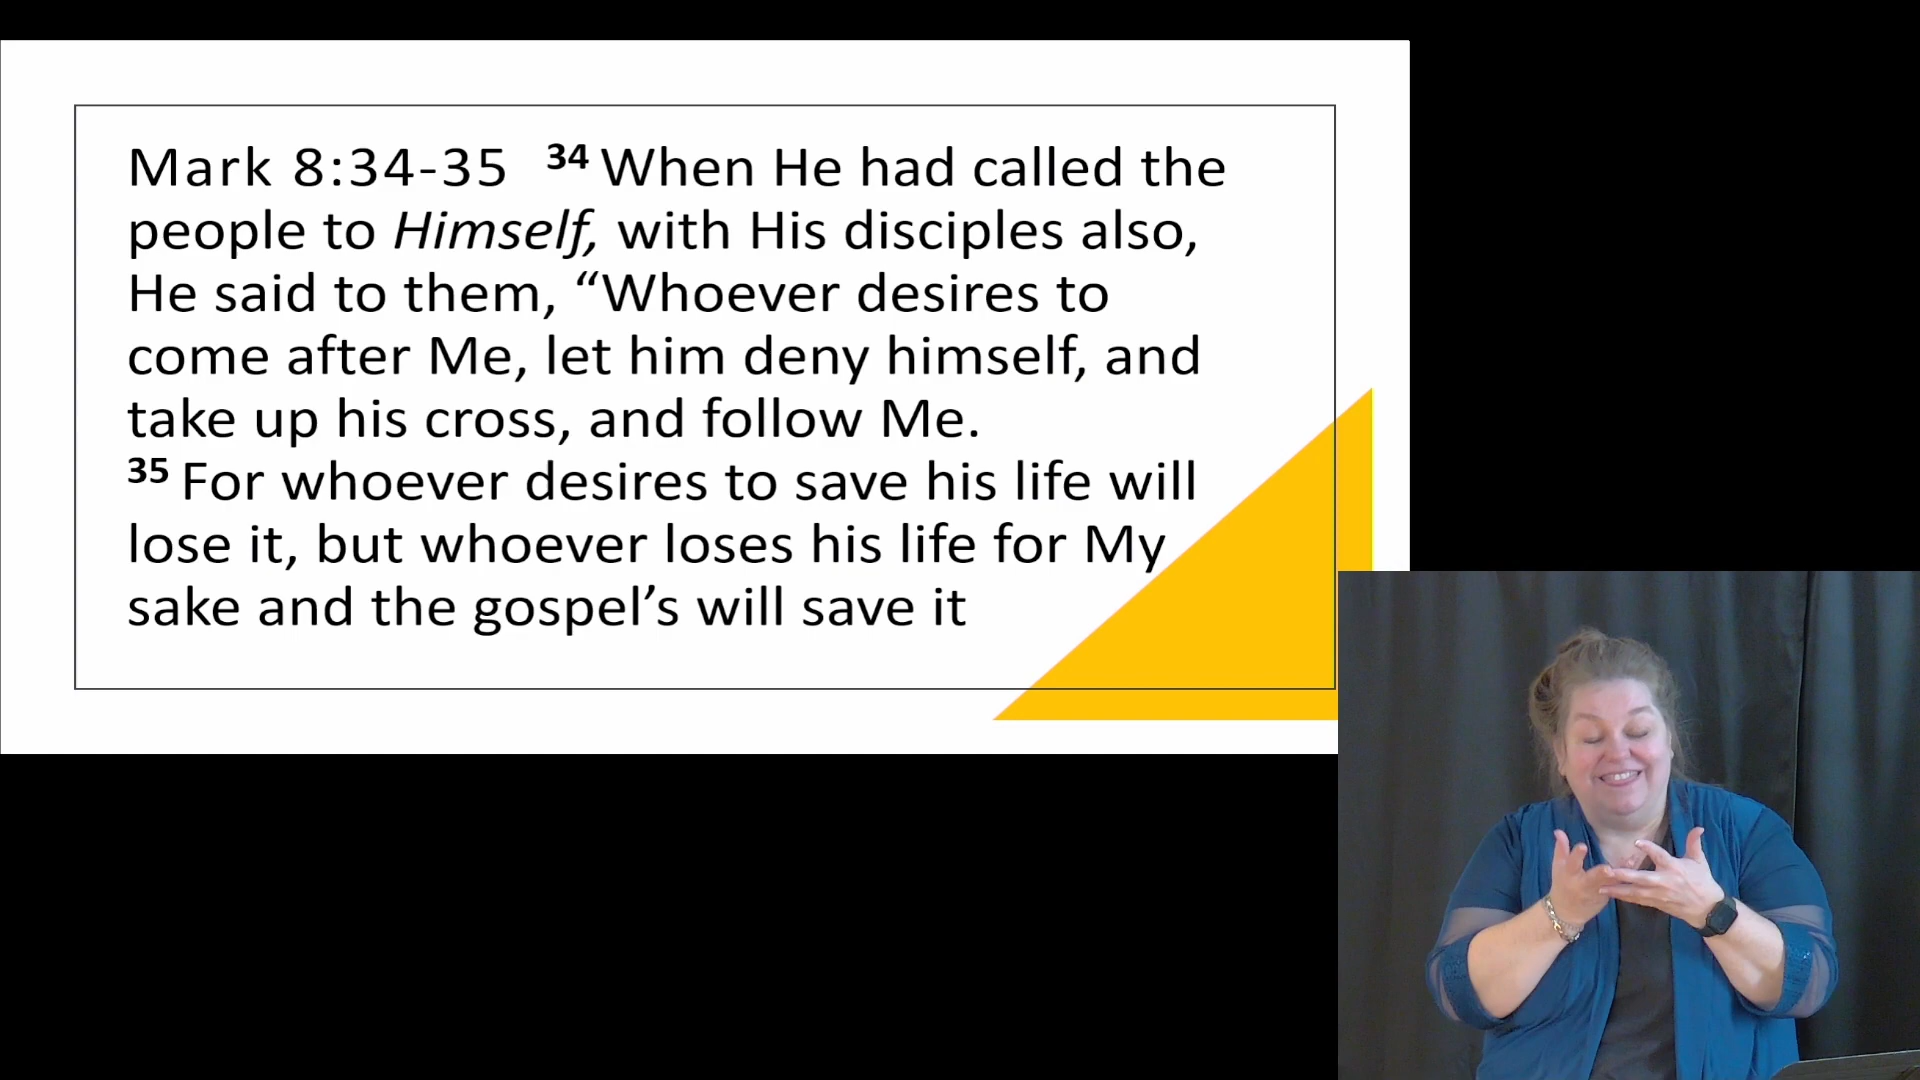 Mark 8:34-35 34 When He had called the
people to Himself, with His disciples also,
He said to them, “Whoever desires to
come after Me, let him deny himself, and
take up his cross, and follow Me.
35 For whoever desires to save his life will
lose it, but whoever loses his life for My
sake and the gospel’s will save it